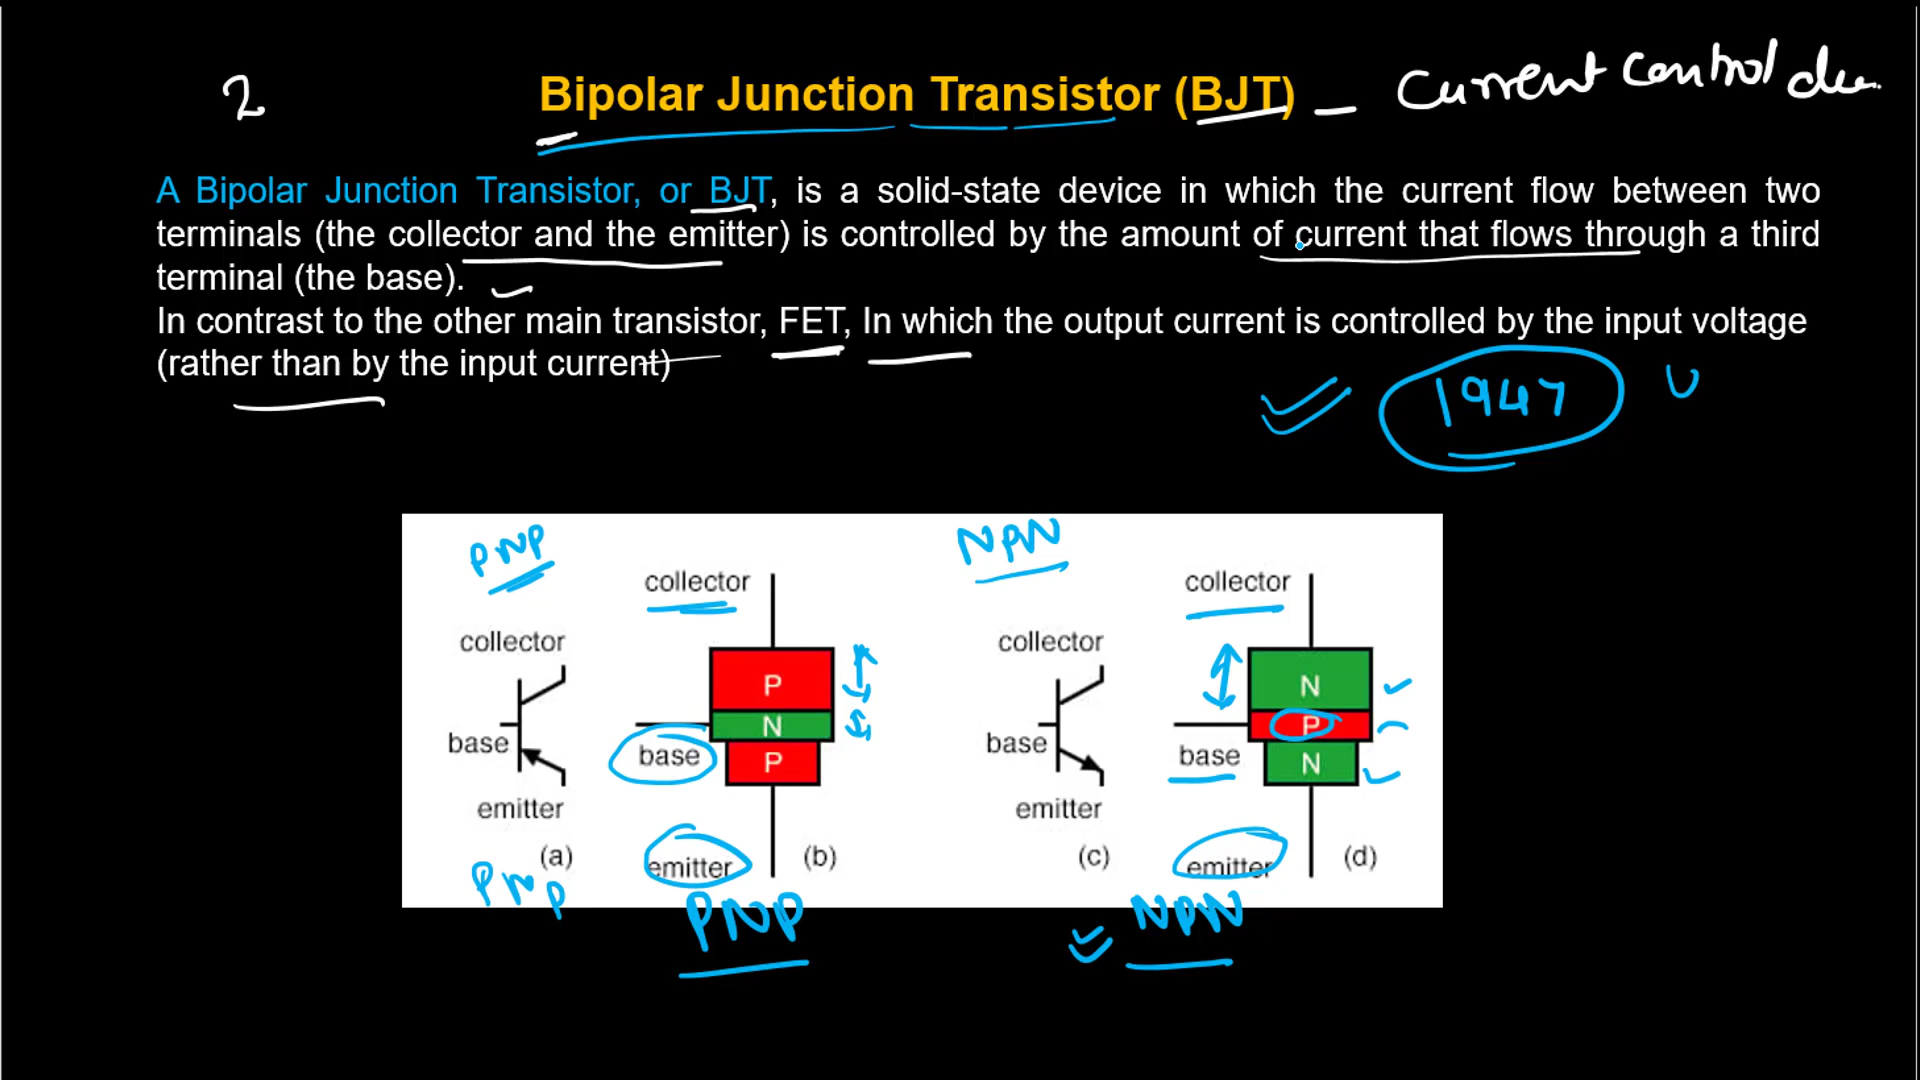 2 Bipolar Junction Transistor (BJT) - Current control
A Bipolar Junction Transistor, or BJT, is a solid-state device in which the current flow between two
terminals (the collector and the emitter) is controlled by the amount of current that flows through a third
terminal (the base).
In contrast to the other main transistor, FET, In which the output current is controlled by the input voltage
(rather than by the input current)
1947
PNP
NPN
collector
collector
collector
collector
P
N
P
N
P
N
base
base
base
base
emitter
emitter
(a)
emitter
(b)
(c)
emitter
(d)
PNP
PNP
NPN